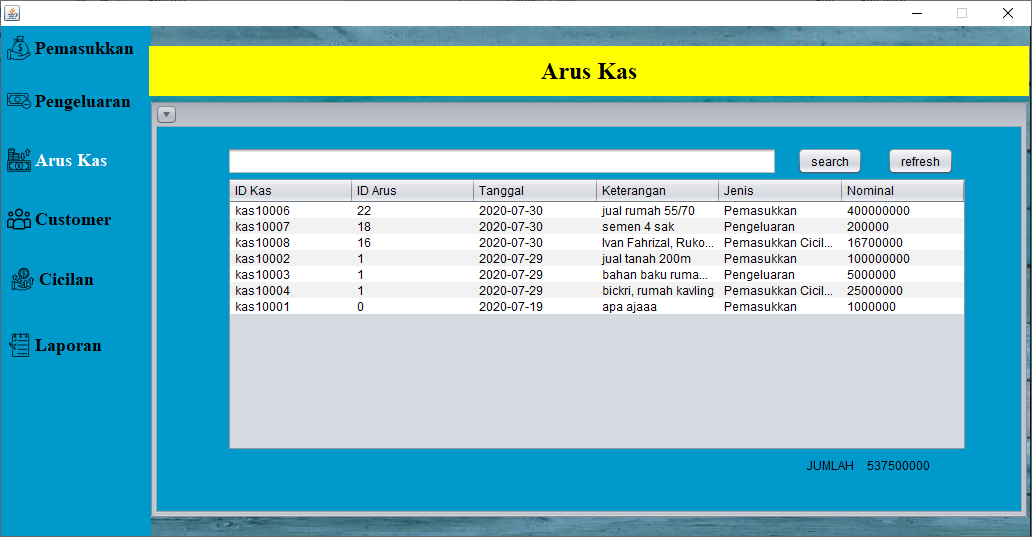 Pemasukkan
Pengeluaran
Arus Kas
Customer
Cicilan
Laporan
Arus Kas
search refresh
ID Kas ID Arus Tanggal Keterangan Jenis Nominal
kas10006 22 2020-07-30 jual rumah 55/70 Pemasukkan 400000000
kas10007 18 2020-07-30 semen 4 sak Pengeluaran 200000
kas10008 16 2020-07-30 Ivan Fahrizal, Ruko... Pemasukkan Cicil... 16700000
kas10002 1 2020-07-29 jual tanah 200m Pemasukkan 100000000
kas10003 1 2020-07-29 bahan baku ruma... Pengeluaran 5000000
kas10004 1 2020-07-29 bickri, rumah kavling Pemasukkan Cicil... 25000000
kas10001 0 2020-07-19 apa ajaaa Pemasukkan 1000000
JUMLAH 537500000